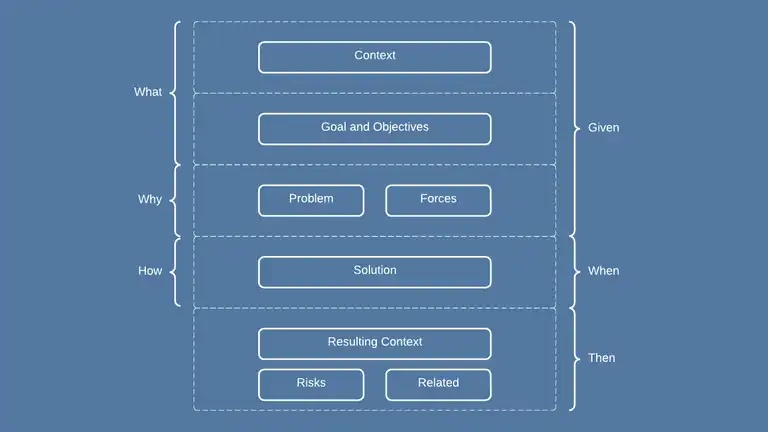 Context
What
Goal and Objectives
Given
Why
Problem
Forces
How
Solution
When
Resulting Context
Then
Risks
Related